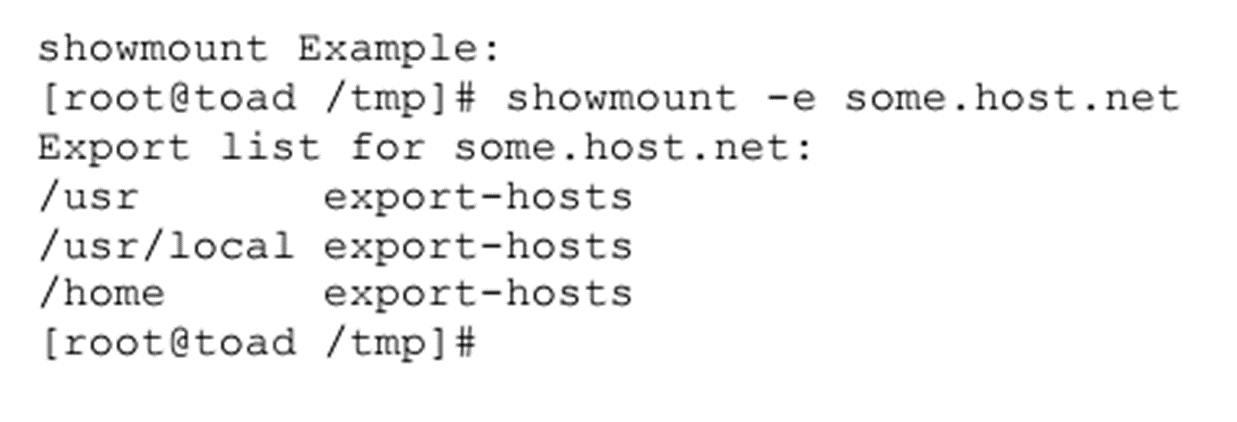 showmount Example:
[root@toad /tmp]# showmount -e some.host.net
Export list for some.host.net:
/usr       export-hosts
/usr/local export-hosts
/home      export-hosts
[root@toad /tmp]#